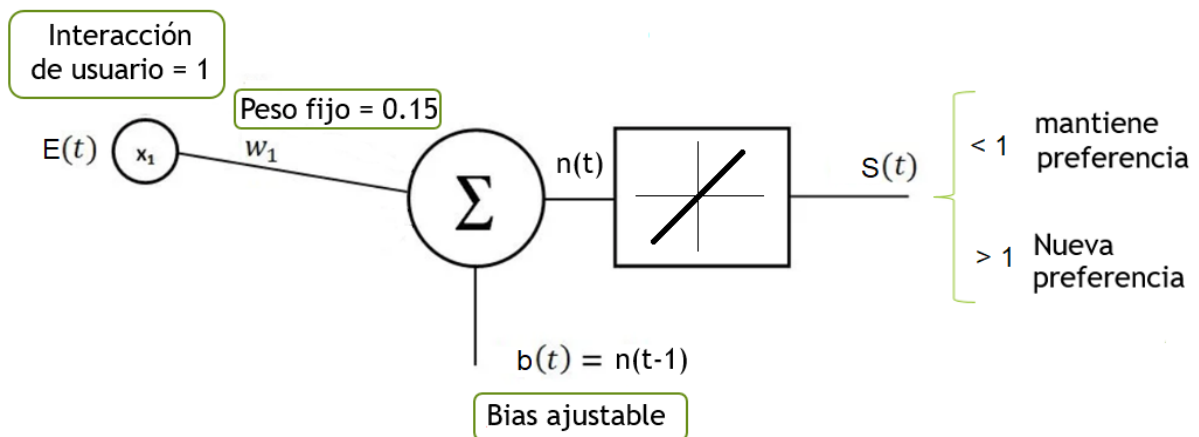 Interacción
de usuario = 1
Peso fijo = 0.15
E(t)
x₁
w₁
Σ
n(t)
S(t)
< 1
mantiene
preferencia
> 1
Nueva
preferencia
b(t) = n(t-1)
Bias ajustable